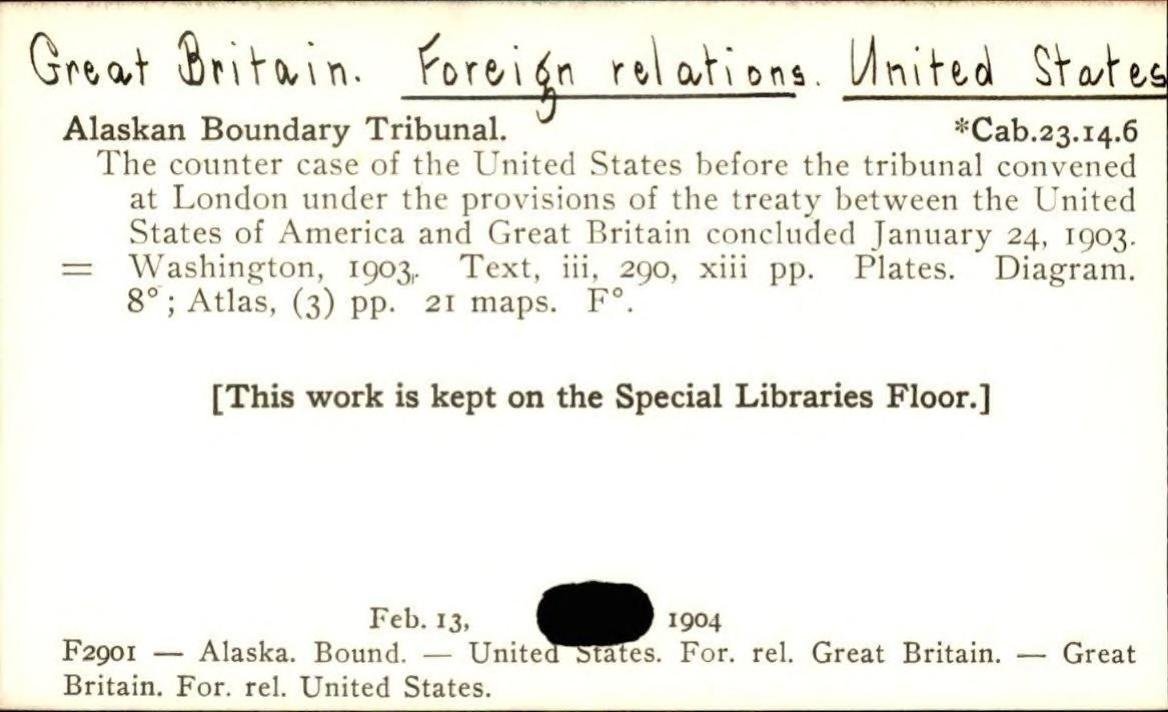 Great Britain. Foreign relations. United States
Alaskan Boundary Tribunal. *Cab.23.14.6
The counter case of the United States before the tribunal convened
at London under the provisions of the treaty between the United
States of America and Great Britain concluded January 24, 1903.
= Washington, 1903. Text, iii, 290, xiii pp. Plates. Diagram.
8°; Atlas, (3) pp. 21 maps. F°.
[This work is kept on the Special Libraries Floor.]
Feb. 13, 1904
F2901 — Alaska. Bound. — United States. For. rel. Great Britain. — Great
Britain. For. rel. United States.